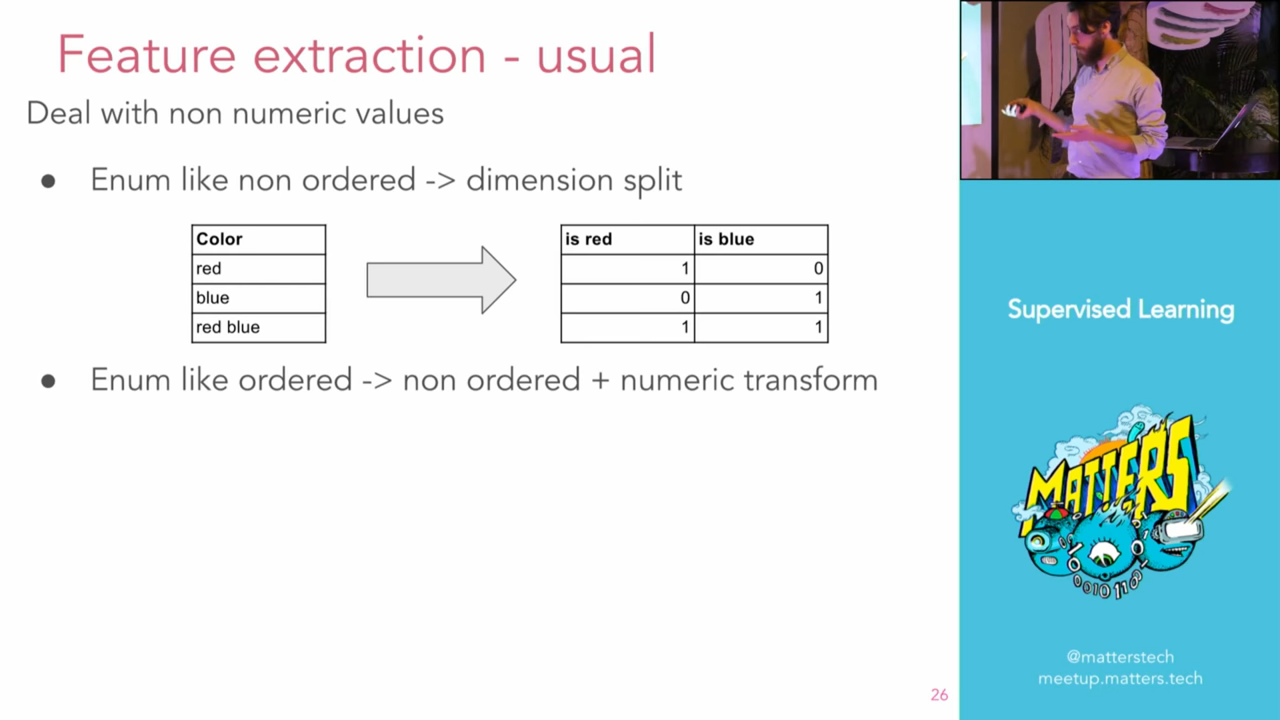 Feature extraction - usual
Deal with non numeric values
● Enum like non ordered -> dimension split
Color
red
blue
red blue
is red is blue
1 0
0 1
1 1
● Enum like ordered -> non ordered + numeric transform
26
Supervised Learning
MATTERS
@matterstech
meetup.matters.tech